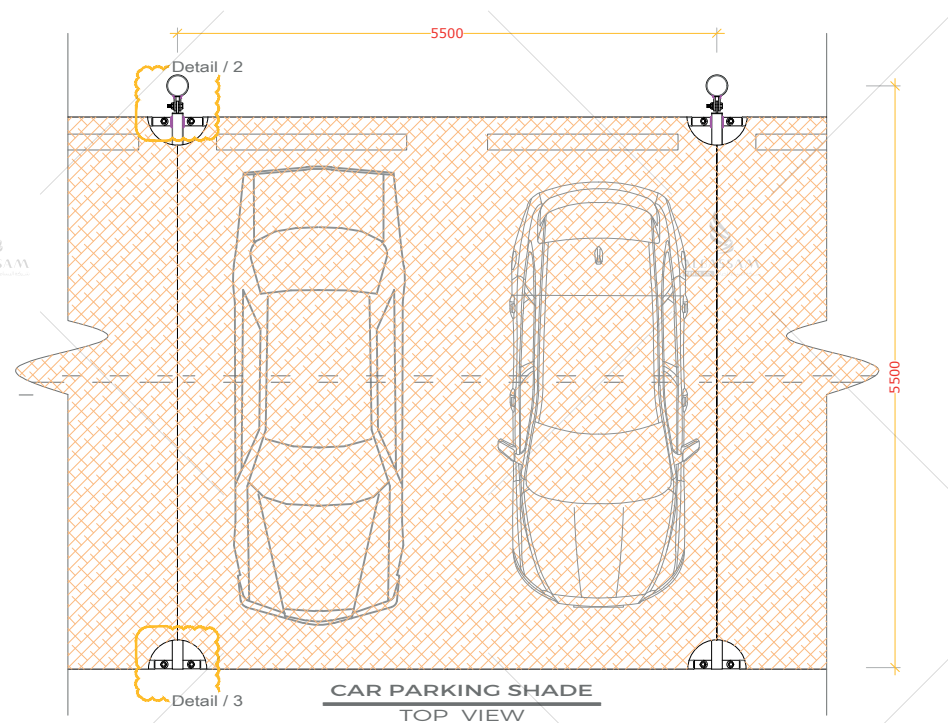 5500
Detail / 2
5500
Detail / 3
CAR PARKING SHADE
TOP VIEW